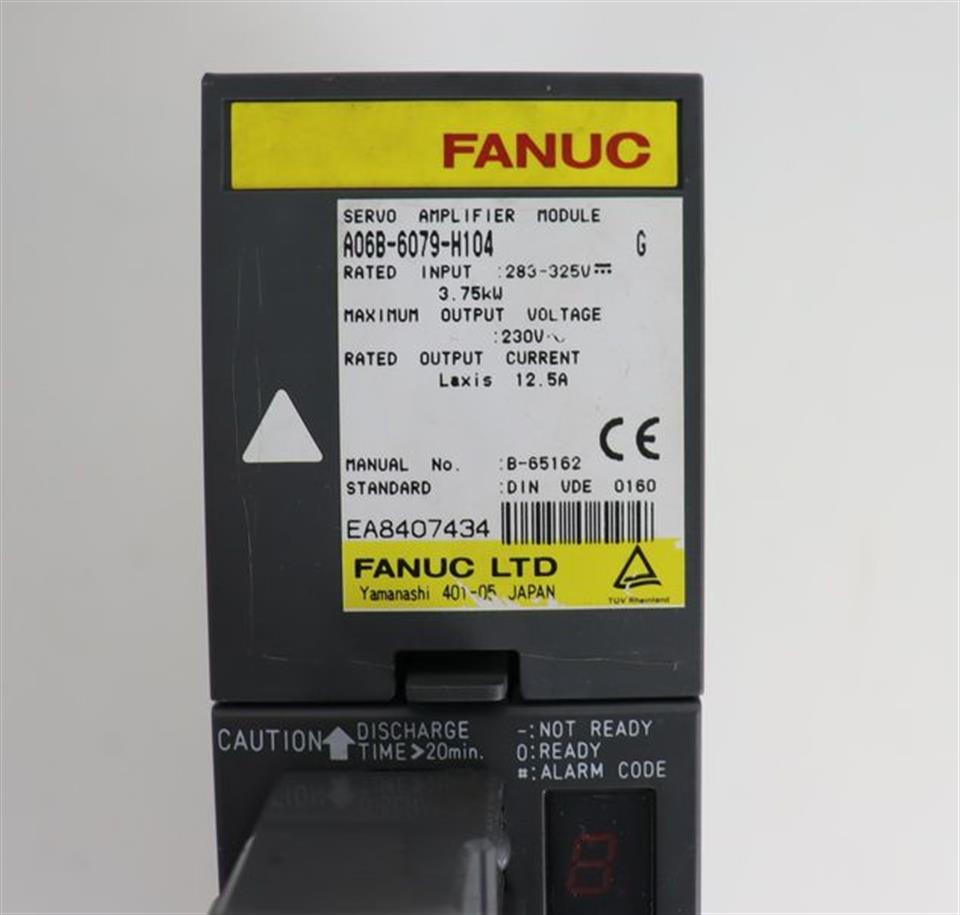 FANUC
SERVO AMPLIFIER MODULE
A06B-6079-H104 G
RATED INPUT :283-325V⎓
3.75kW
MAXIMUM OUTPUT VOLTAGE
:230V~
RATED OUTPUT CURRENT
Laxis 12.5A
CE
MANUAL No. :B-65162
STANDARD :DIN VDE 0160
EA8407434
FANUC LTD
Yamanashi 401-05 JAPAN
TÜV Rheinland
CAUTION DISCHARGE
TIME>20min.
-:NOT READY
0:READY
#:ALARM CODE
8